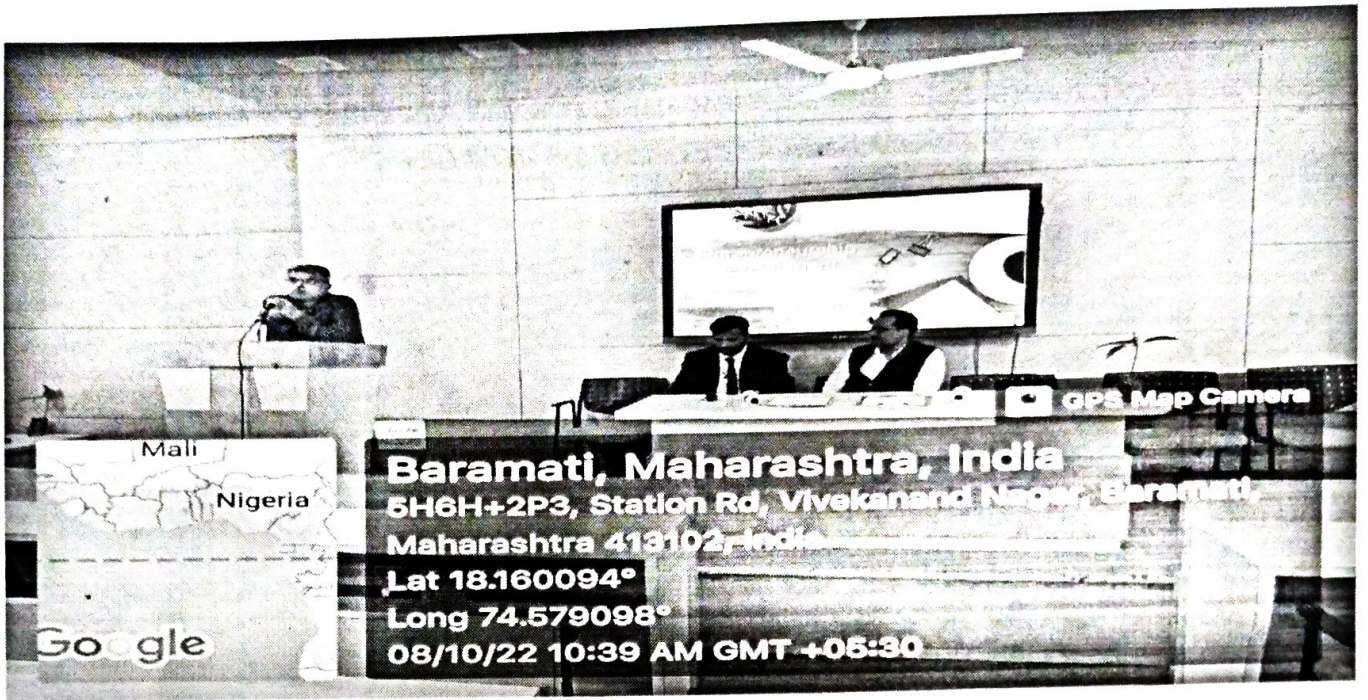 Entrepreneurship
GPS Map Camera
Mali
Nigeria
Google
Baramati, Maharashtra, India
5H6H+2P3, Station Rd, Vivekanand Nagar, Baramati,
Maharashtra 413102, India
Lat 18.160094°
Long 74.579098°
08/10/22 10:39 AM GMT +05:30